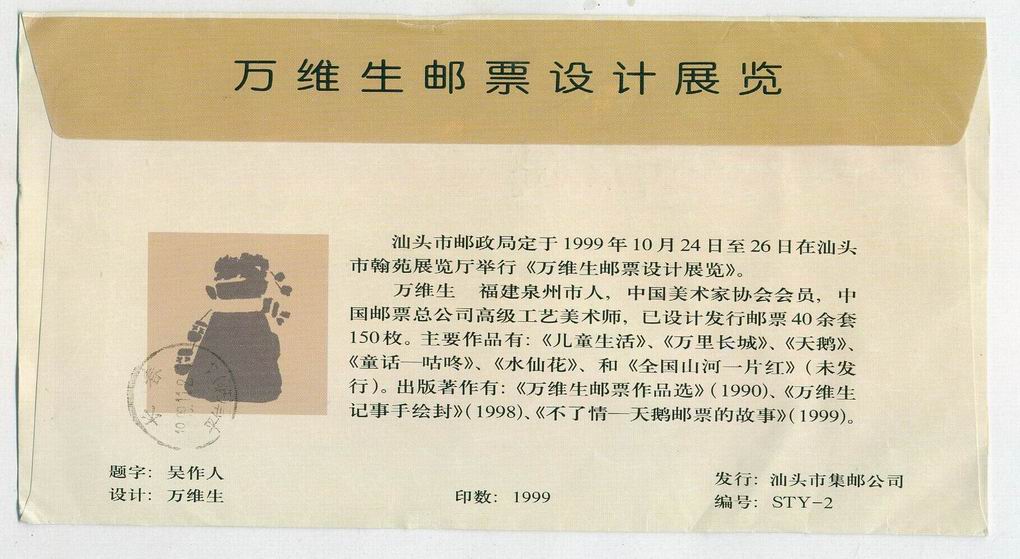 万维生邮票设计展览
汕头市邮政局定于1999年10月24日至26日在汕头
市翰苑展览厅举行《万维生邮票设计展览》。
万维生 福建泉州市人，中国美术家协会会员，中
国邮票总公司高级工艺美术师，已设计发行邮票40余套
150枚。主要作品有：《儿童生活》、《万里长城》、《天鹅》、
《童话—咕咚》、《水仙花》、和《全国山河一片红》（未发
行）。出版著作有：《万维生邮票作品选》（1990）、《万维生
记事手绘封》（1998）、《不了情—天鹅邮票的故事》（1999）。
长春
题字：吴作人
设计：万维生
印数：1999
发行：汕头市集邮公司
编号：STY-2